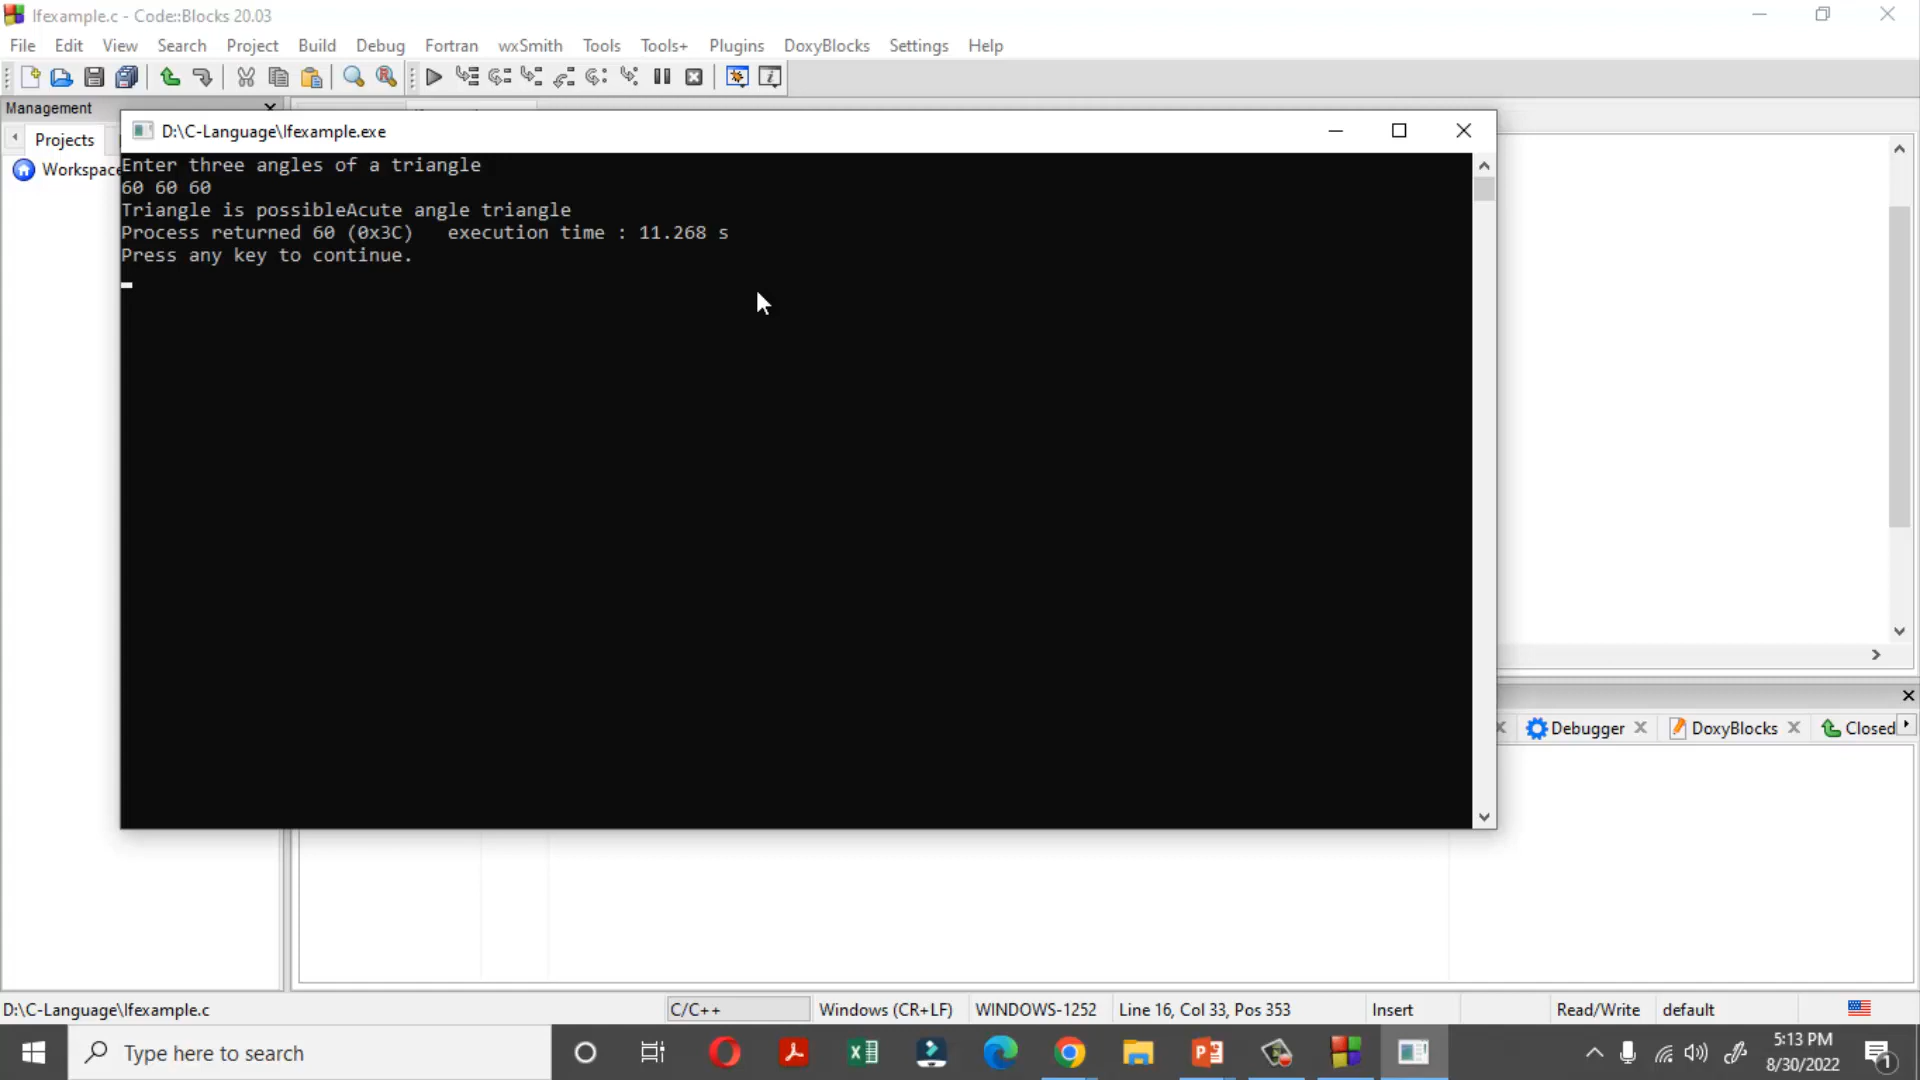 Ifexample.c - Code::Blocks 20.03
File Edit View Search Project Build Debug Fortran wxSmith Tools Tools+ Plugins DoxyBlocks Settings Help
Management
D:\C-Language\Ifexample.exe
Projects
Workspace
Enter three angles of a triangle
60 60 60
Triangle is possibleAcute angle triangle
Process returned 60 (0x3C)   execution time : 11.268 s
Press any key to continue.
Debugger DoxyBlocks Closed
D:\C-Language\Ifexample.c C/C++ Windows (CR+LF) WINDOWS-1252 Line 16, Col 33, Pos 353 Insert Read/Write default
Type here to search
5:13 PM
8/30/2022
1